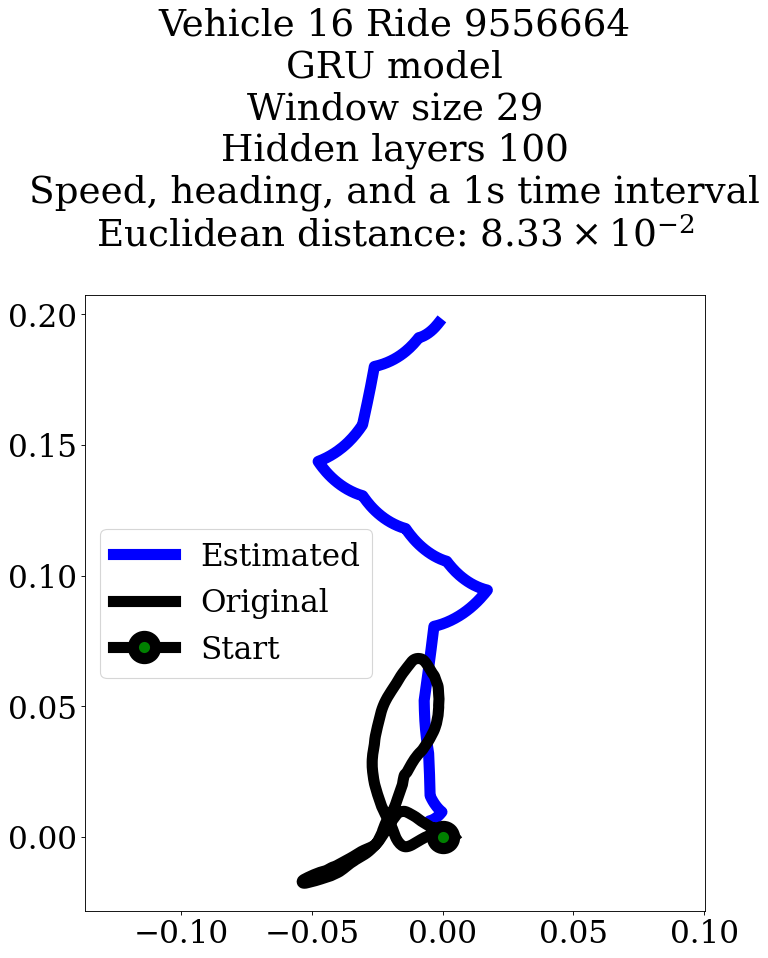 Vehicle 16 Ride 9556664
GRU model
Window size 29
Hidden layers 100
Speed, heading, and a 1s time interval
Euclidean distance: 8.33 × 10⁻²
0.20
0.15
0.10
0.05
0.00
Estimated
Original
Start
−0.10 −0.05 0.00 0.05 0.10